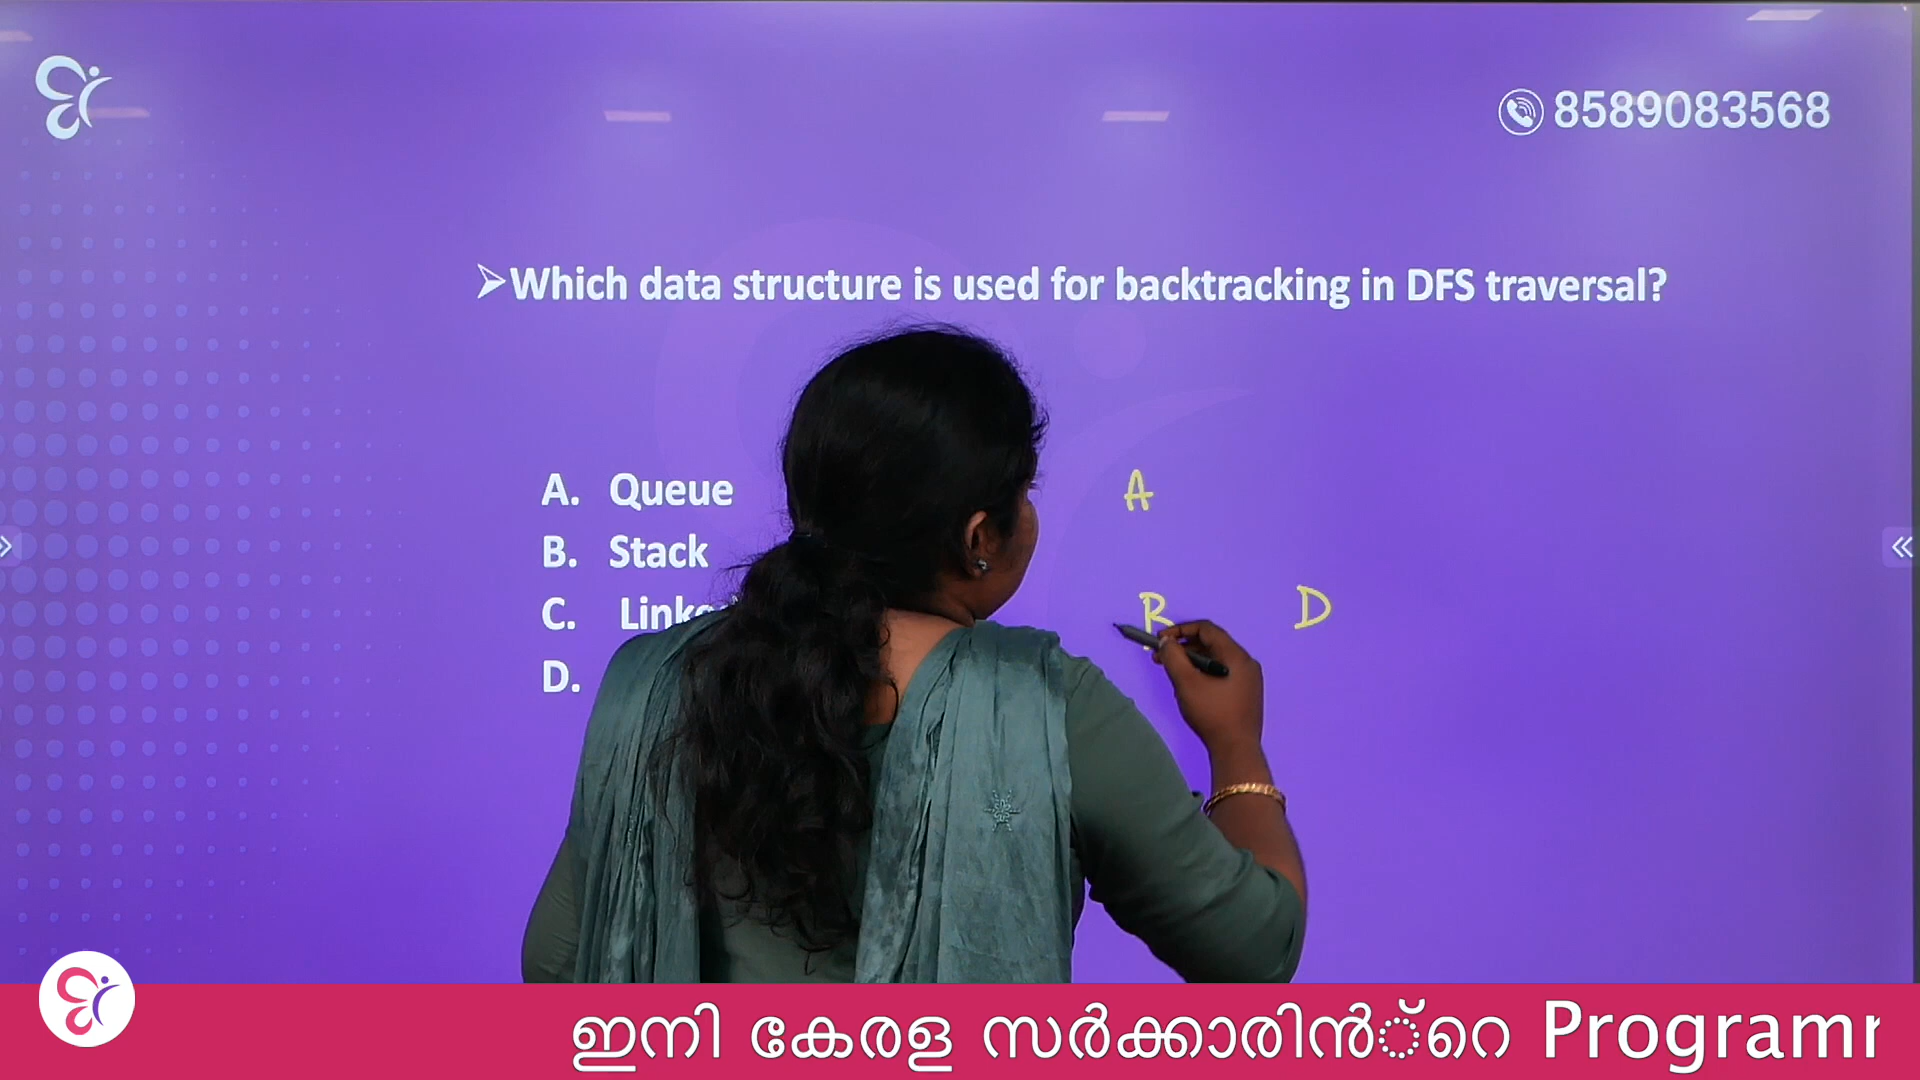 8589083568
➢Which data structure is used for backtracking in DFS traversal?
A. Queue
A
B. Stack
C.
B D
D.
ഇനി കേരള സർക്കാരിൻ്റെ